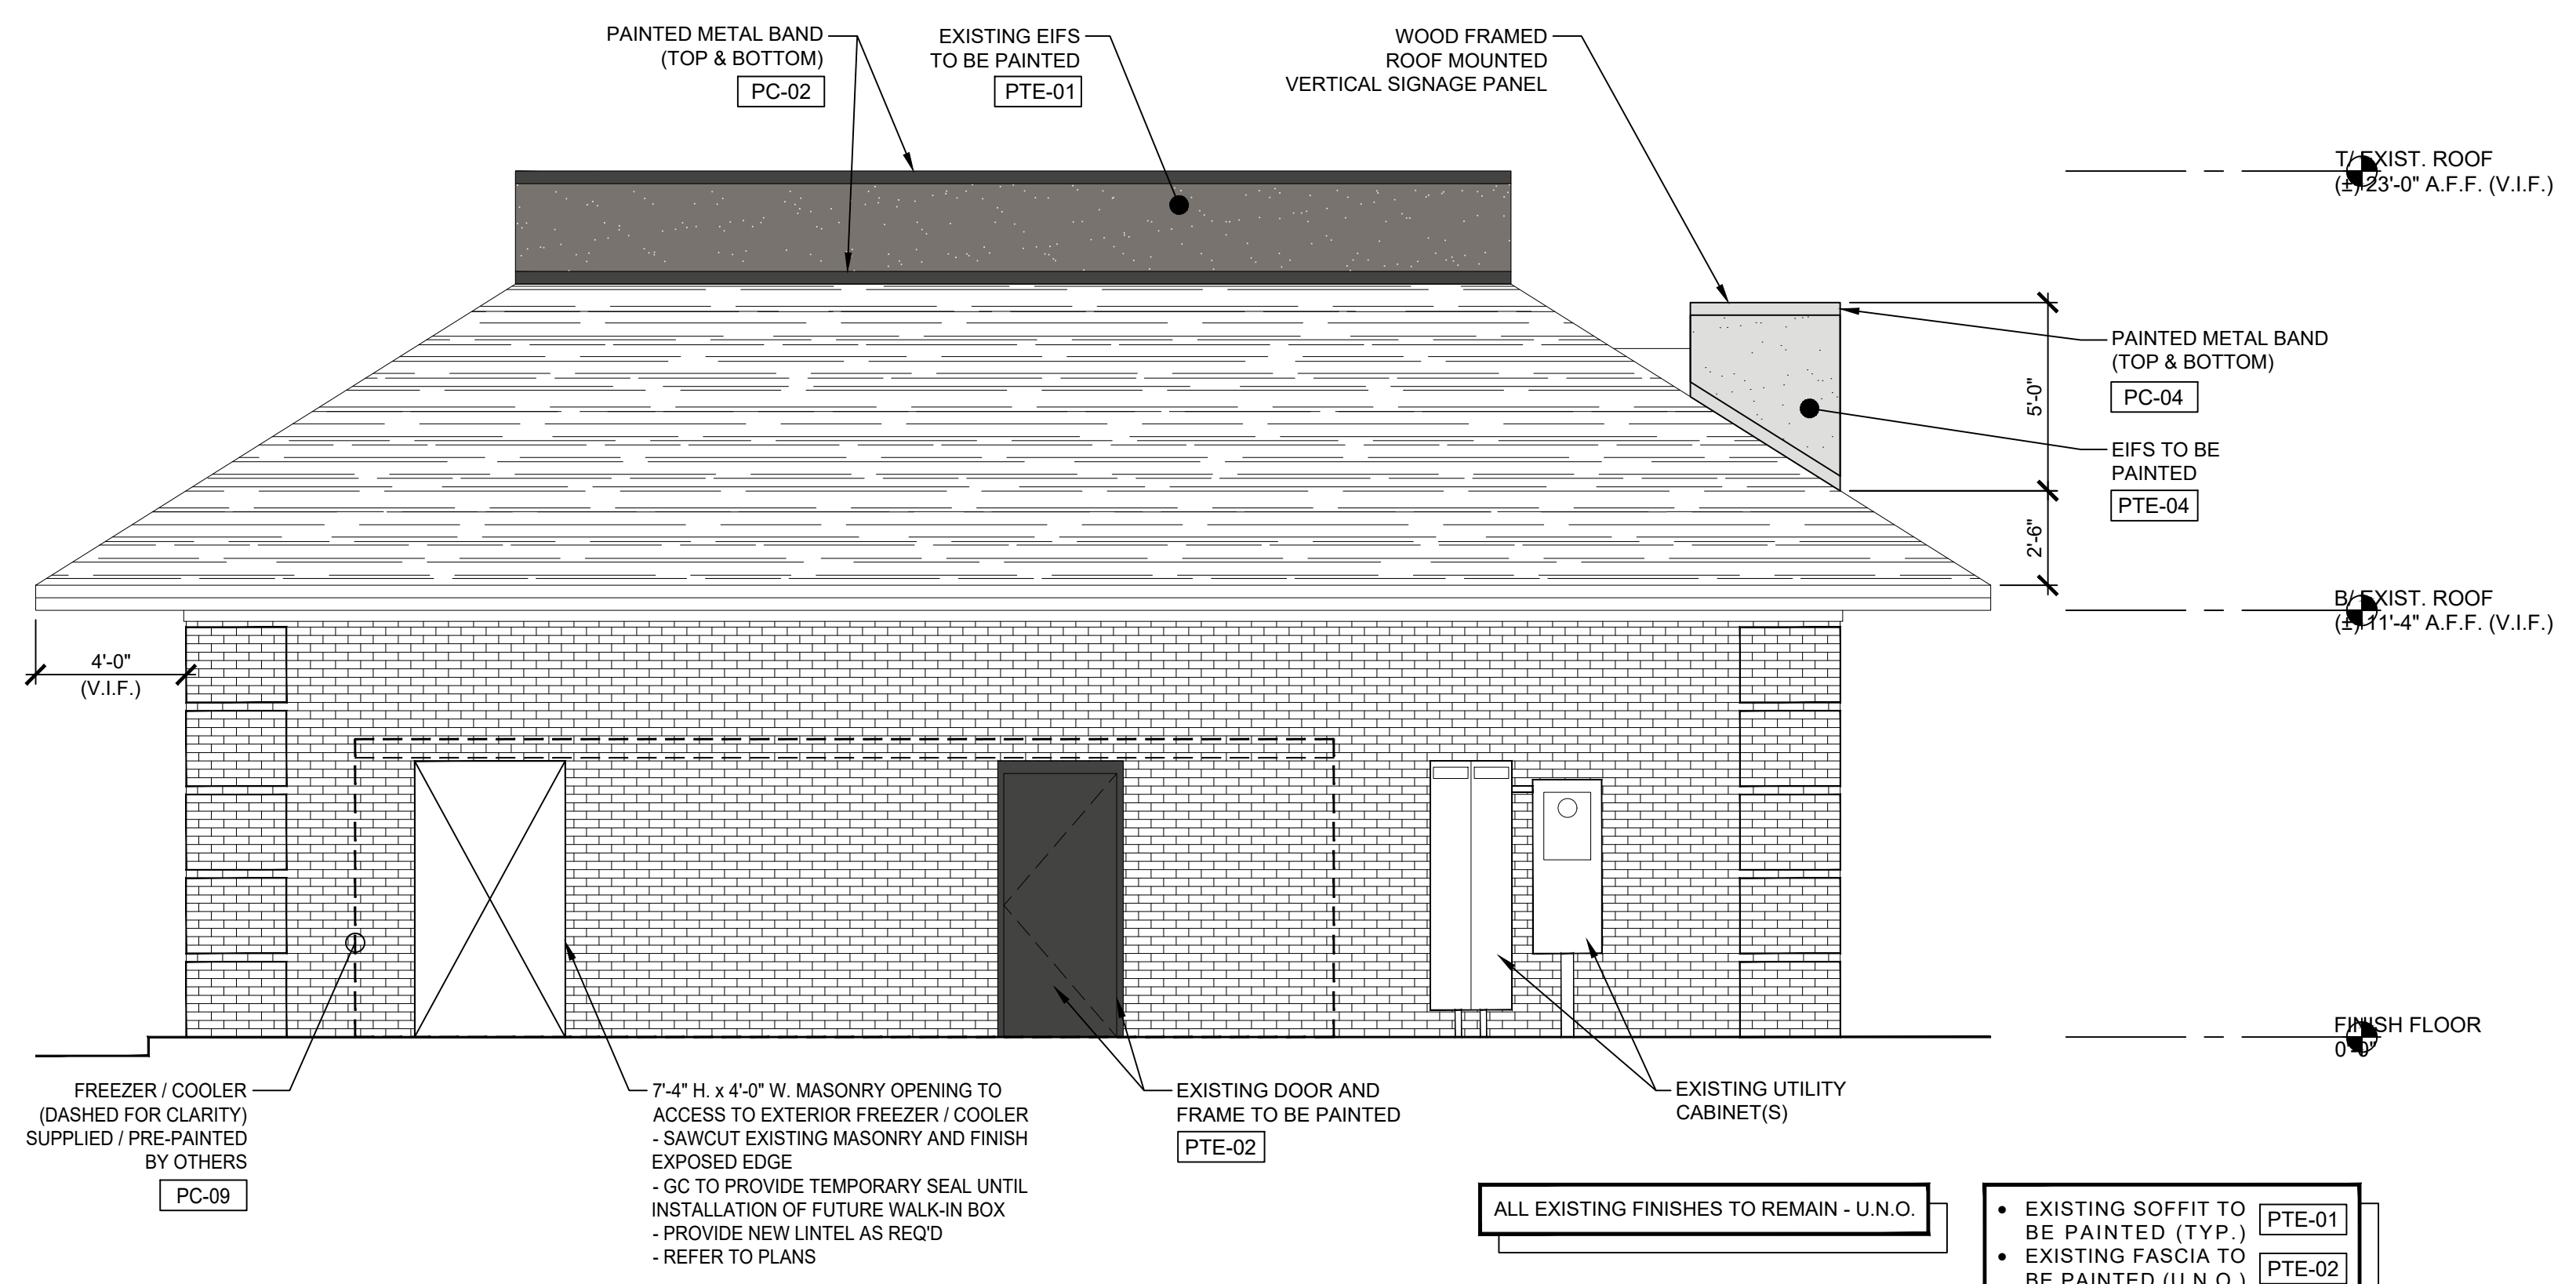 PAINTED METAL BAND
(TOP & BOTTOM)
PC-02
EXISTING EIFS
TO BE PAINTED
PTE-01
WOOD FRAMED
ROOF MOUNTED
VERTICAL SIGNAGE PANEL
T/ EXIST. ROOF
(±) 23'-0" A.F.F. (V.I.F.)
PAINTED METAL BAND
(TOP & BOTTOM)
PC-04
5'-0"
EIFS TO BE
PAINTED
PTE-04
2'-6"
B/ EXIST. ROOF
(±) 11'-4" A.F.F. (V.I.F.)
4'-0"
(V.I.F.)
FINISH FLOOR
0'-0"
FREEZER / COOLER
(DASHED FOR CLARITY)
SUPPLIED / PRE-PAINTED
BY OTHERS
PC-09
7'-4" H. x 4'-0" W. MASONRY OPENING TO
ACCESS TO EXTERIOR FREEZER / COOLER
- SAWCUT EXISTING MASONRY AND FINISH
EXPOSED EDGE
- GC TO PROVIDE TEMPORARY SEAL UNTIL
INSTALLATION OF FUTURE WALK-IN BOX
- PROVIDE NEW LINTEL AS REQ'D
- REFER TO PLANS
EXISTING DOOR AND
FRAME TO BE PAINTED
PTE-02
EXISTING UTILITY
CABINET(S)
ALL EXISTING FINISHES TO REMAIN - U.N.O.
• EXISTING SOFFIT TO
BE PAINTED (TYP.)
PTE-01
• EXISTING FASCIA TO
BE PAINTED (U.N.O.)
PTE-02